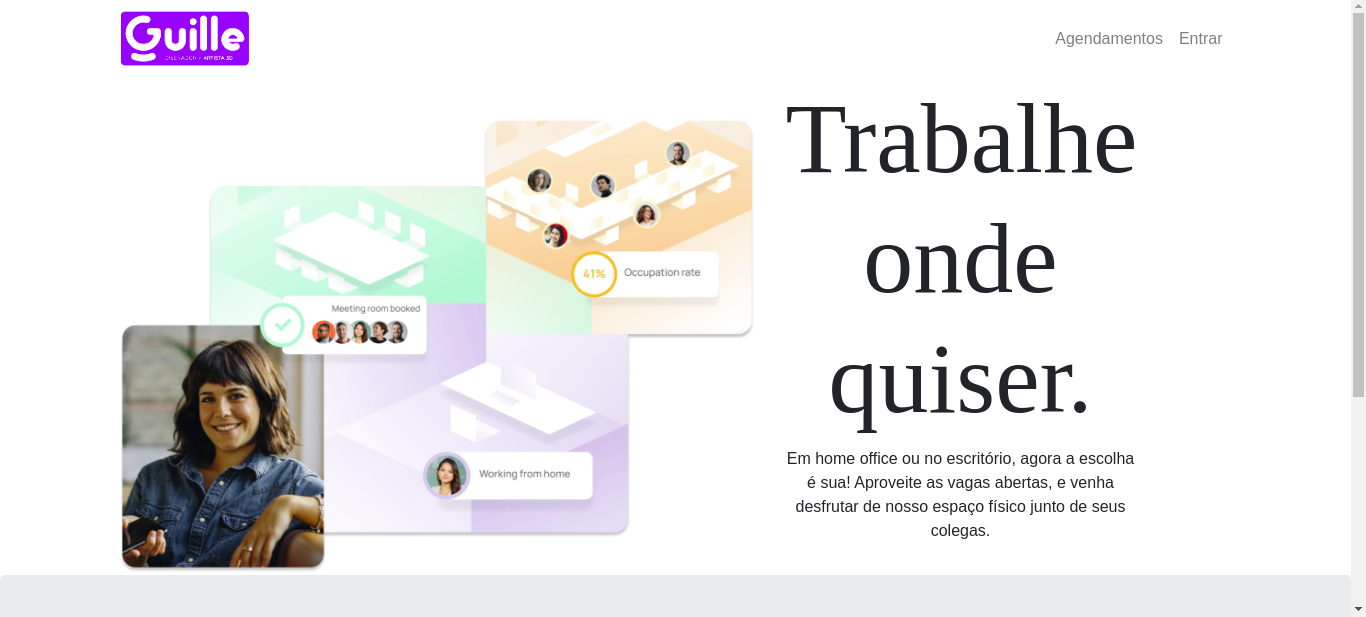 Guille
DISEÑADOR Y ARTISTA 3D
Agendamentos
Entrar
Trabalhe
onde
quiser.
41%
Occupation rate
Meeting room booked
Working from home
Em home office ou no escritório, agora a escolha
é sua! Aproveite as vagas abertas, e venha
desfrutar de nosso espaço físico junto de seus
colegas.